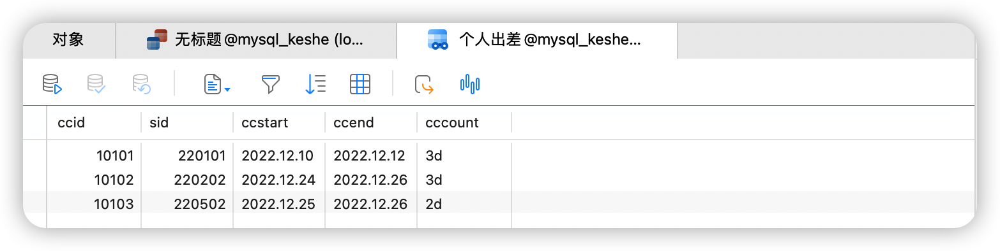 对象 无标题@mysql_keshe (lo... 个人出差@mysql_keshe...
ccid sid ccstart ccend cccount
10101 220101 2022.12.10 2022.12.12 3d
10102 220202 2022.12.24 2022.12.26 3d
10103 220502 2022.12.25 2022.12.26 2d